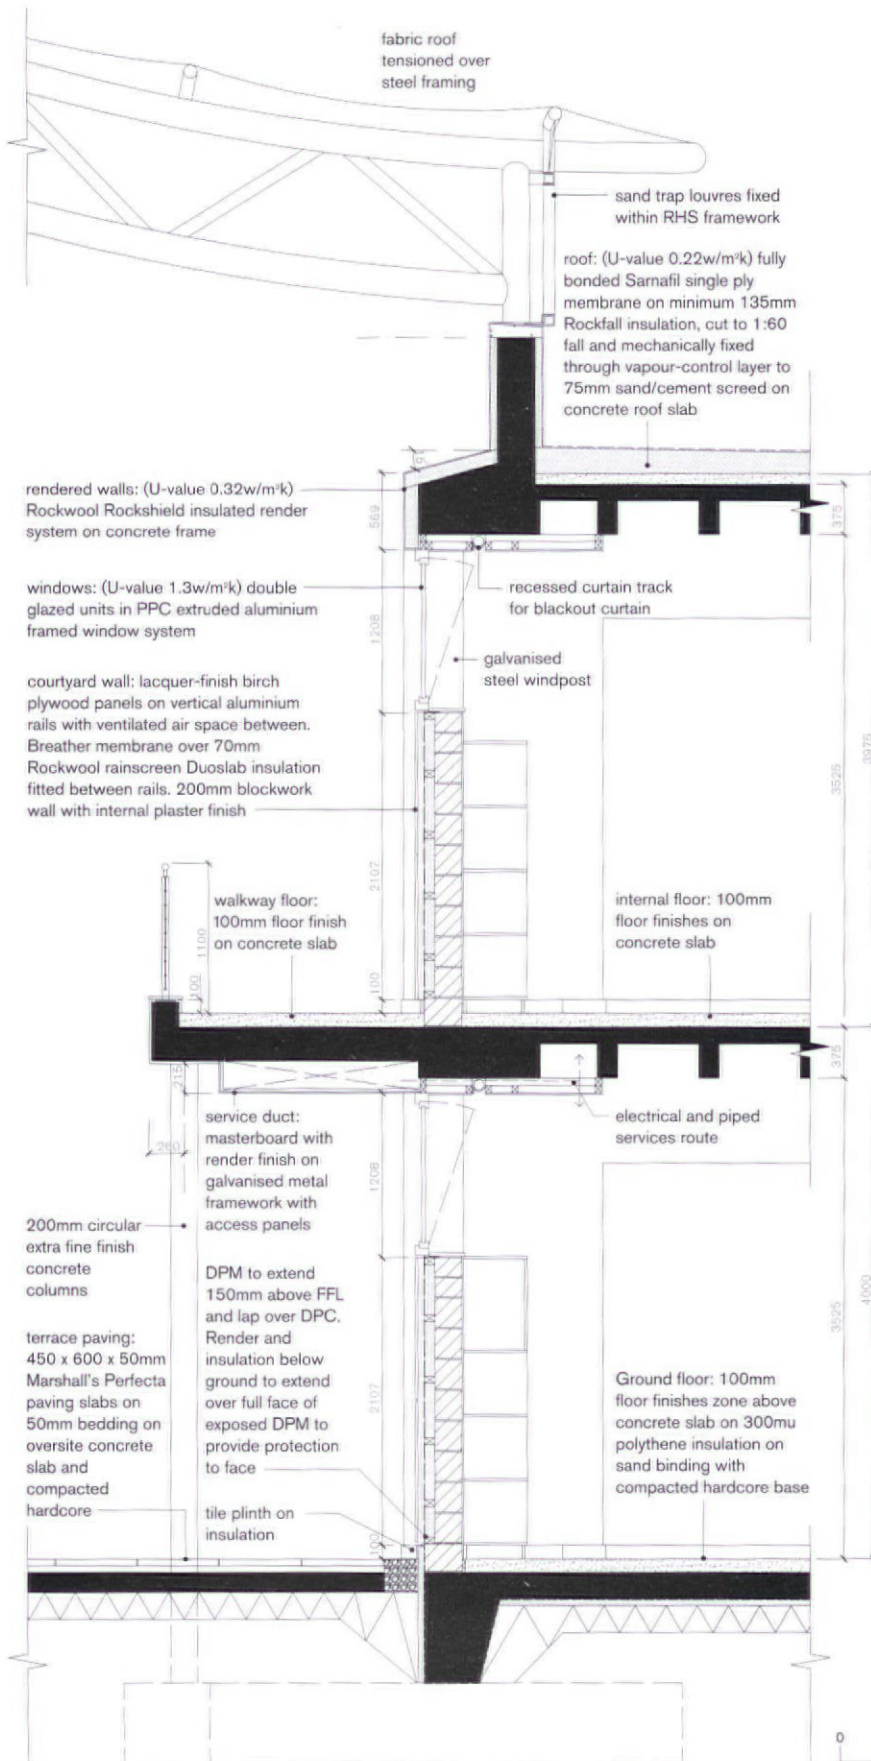 fabric roof
tensioned over
steel framing
sand trap louvres fixed
within RHS framework
roof: (U-value 0.22w/m²k) fully
bonded Sarnafil single ply
membrane on minimum 135mm
Rockfall insulation, cut to 1:60
fall and mechanically fixed
through vapour-control layer to
75mm sand/cement screed on
concrete roof slab
rendered walls: (U-value 0.32w/m²k)
Rockwool Rockshield insulated render
system on concrete frame
569
375
windows: (U-value 1.3w/m²k) double
glazed units in PPC extruded aluminium
framed window system
recessed curtain track
for blackout curtain
1208
galvanised
steel windpost
courtyard wall: lacquer-finish birch
plywood panels on vertical aluminium
rails with ventilated air space between.
Breather membrane over 70mm
Rockwool rainscreen Duoslab insulation
fitted between rails. 200mm blockwork
wall with internal plaster finish
3525
3975
2107
walkway floor:
100mm floor finish
on concrete slab
internal floor: 100mm
floor finishes on
concrete slab
1100
100
100
375
215
260
service duct:
masterboard with
render finish on
galvanised metal
framework with
access panels
electrical and piped
services route
1208
200mm circular
extra fine finish
concrete
columns
DPM to extend
150mm above FFL
and lap over DPC.
Render and
insulation below
ground to extend
over full face of
exposed DPM to
provide protection
to face
3525
4000
terrace paving:
450 x 600 x 50mm
Marshall's Perfecta
paving slabs on
50mm bedding on
oversite concrete
slab and
compacted
hardcore
2107
Ground floor: 100mm
floor finishes zone above
concrete slab on 300mu
polythene insulation on
sand binding with
compacted hardcore base
tile plinth on
insulation
100
0